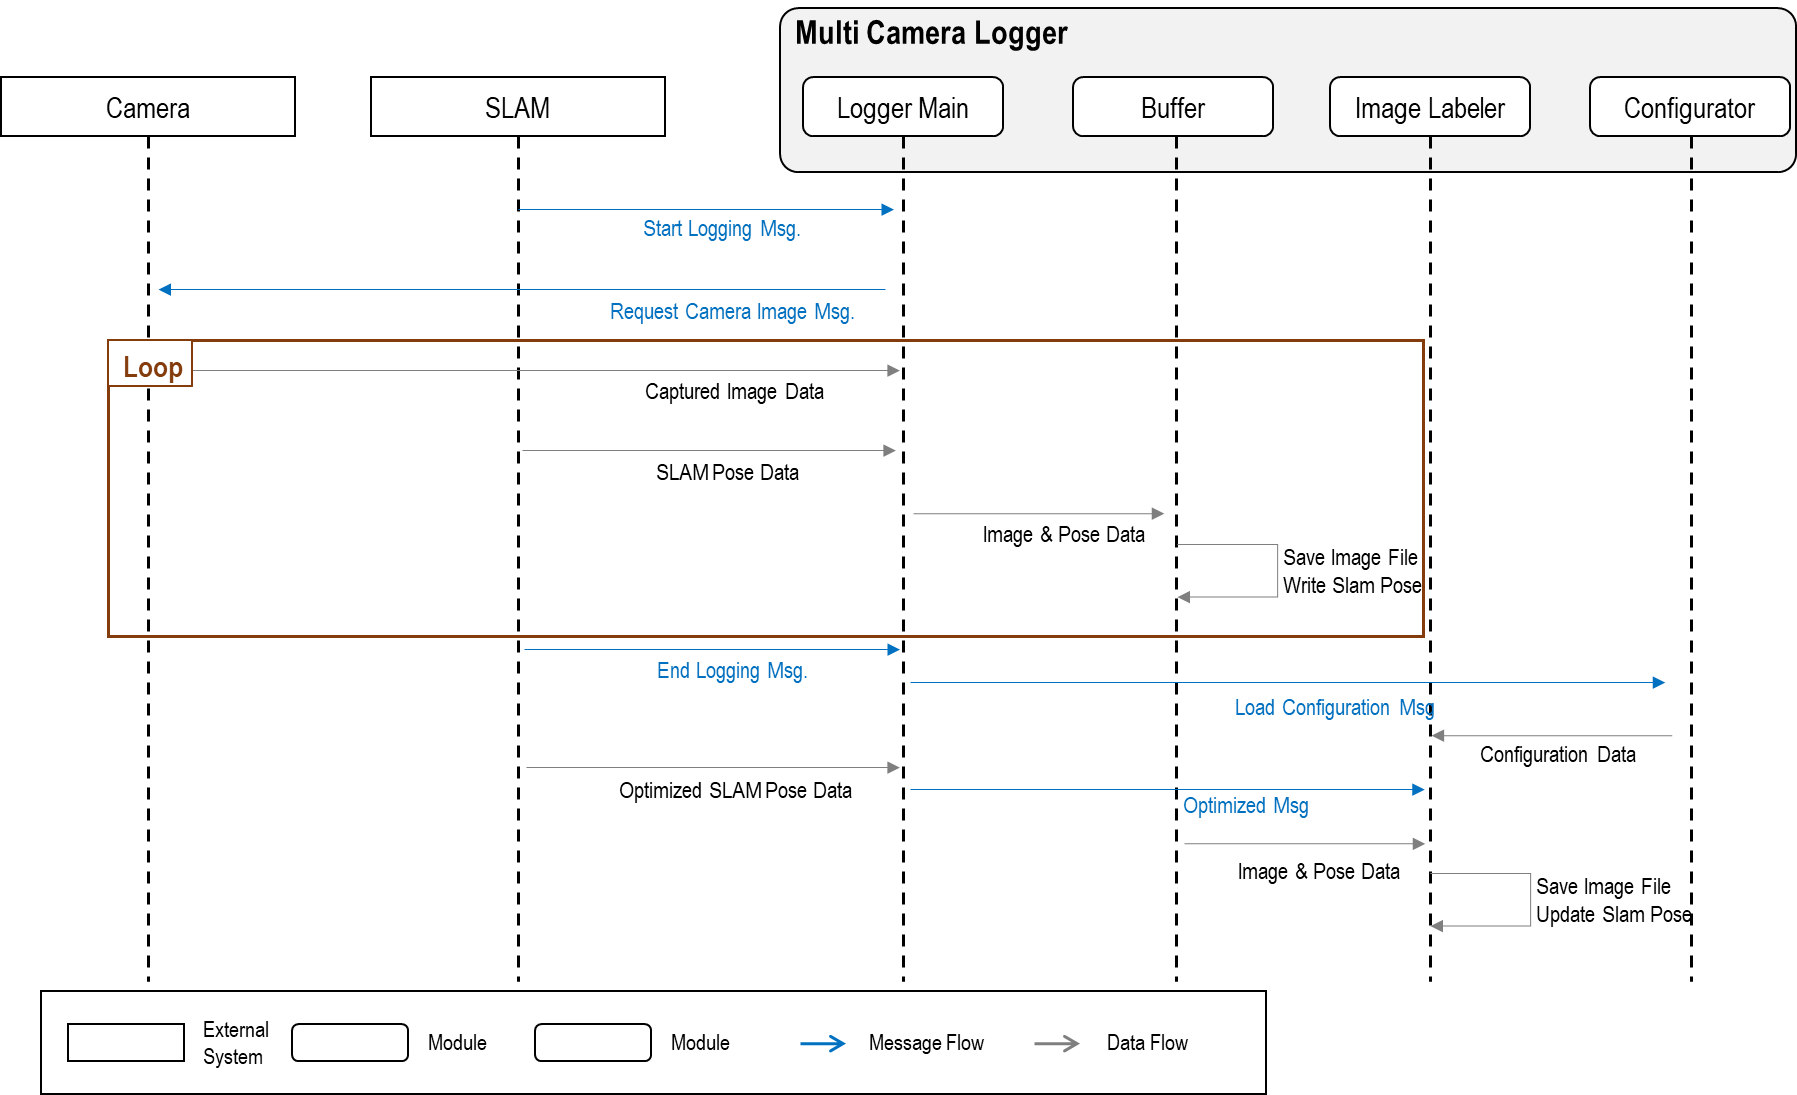 Multi Camera Logger
Camera
SLAM
Logger Main
Buffer
Image Labeler
Configurator
Start Logging Msg.
Request Camera Image Msg.
Loop
Captured Image Data
SLAM Pose Data
Image & Pose Data
Save Image File
Write Slam Pose
End Logging Msg.
Load Configuration Msg
Configuration Data
Optimized SLAM Pose Data
Optimized Msg
Image & Pose Data
Save Image File
Update Slam Pose
External
System
Module
Module
Message Flow
Data Flow